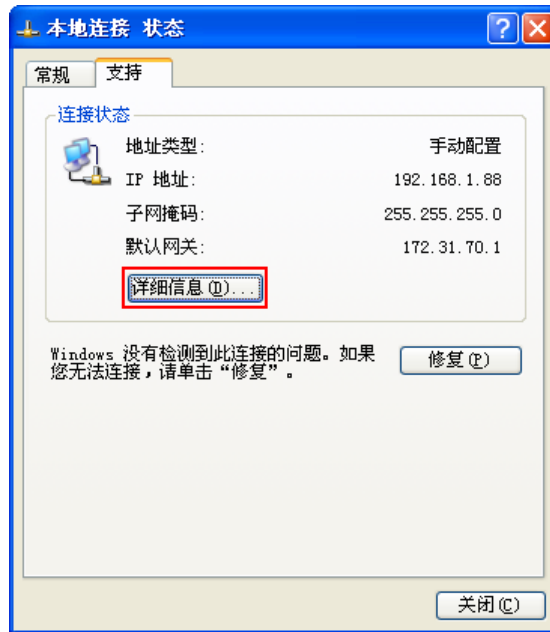 本地连接 状态
常规 支持
连接状态
地址类型: 手动配置
IP 地址: 192.168.1.88
子网掩码: 255.255.255.0
默认网关: 172.31.70.1
详细信息(D)...
Windows 没有检测到此连接的问题。如果
您无法连接，请单击“修复”。
修复(P)
关闭(C)